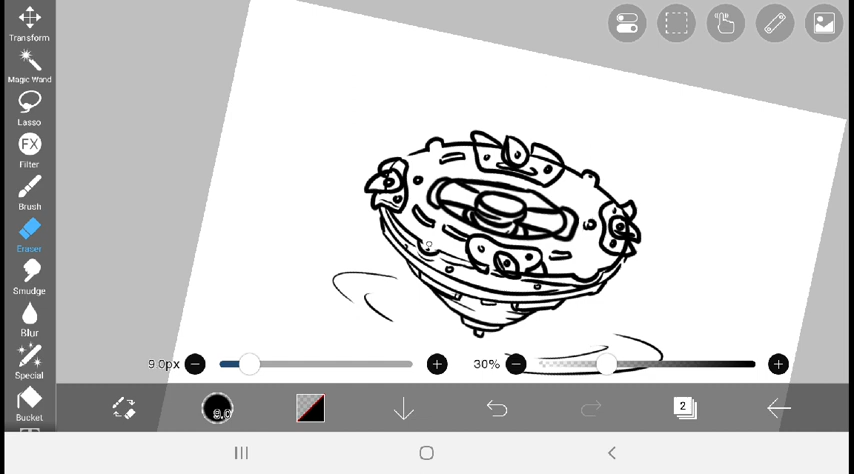 Transform
Magic Wand
Lasso
FX
Filter
Brush
Eraser
Smudge
Blur
Special
Bucket
9.0px
30%
9.0
2